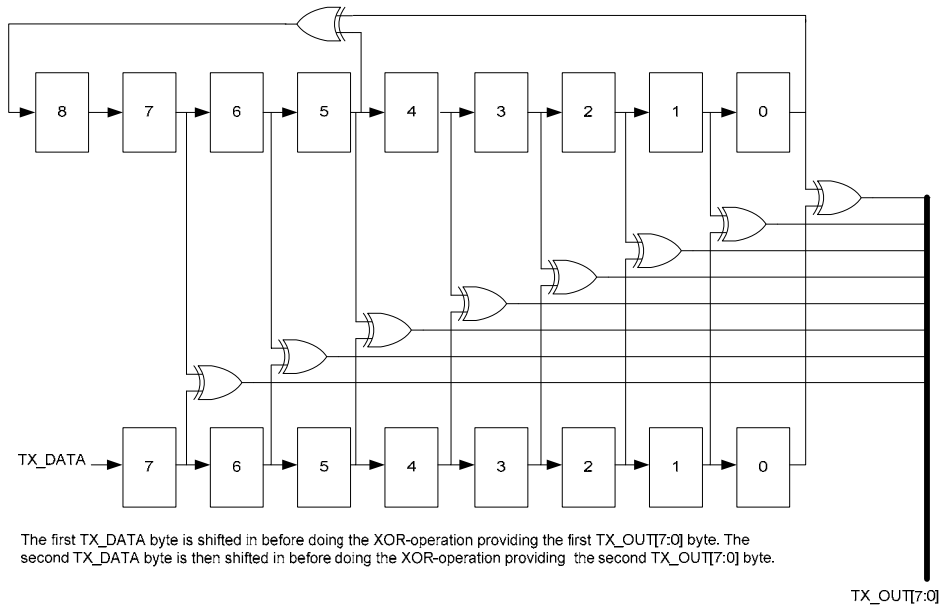 8 7 6 5 4 3 2 1 0
TX_DATA
7 6 5 4 3 2 1 0
The first TX_DATA byte is shifted in before doing the XOR-operation providing the first TX_OUT[7:0] byte. The
second TX_DATA byte is then shifted in before doing the XOR-operation providing the second TX_OUT[7:0] byte.
TX_OUT[7:0]